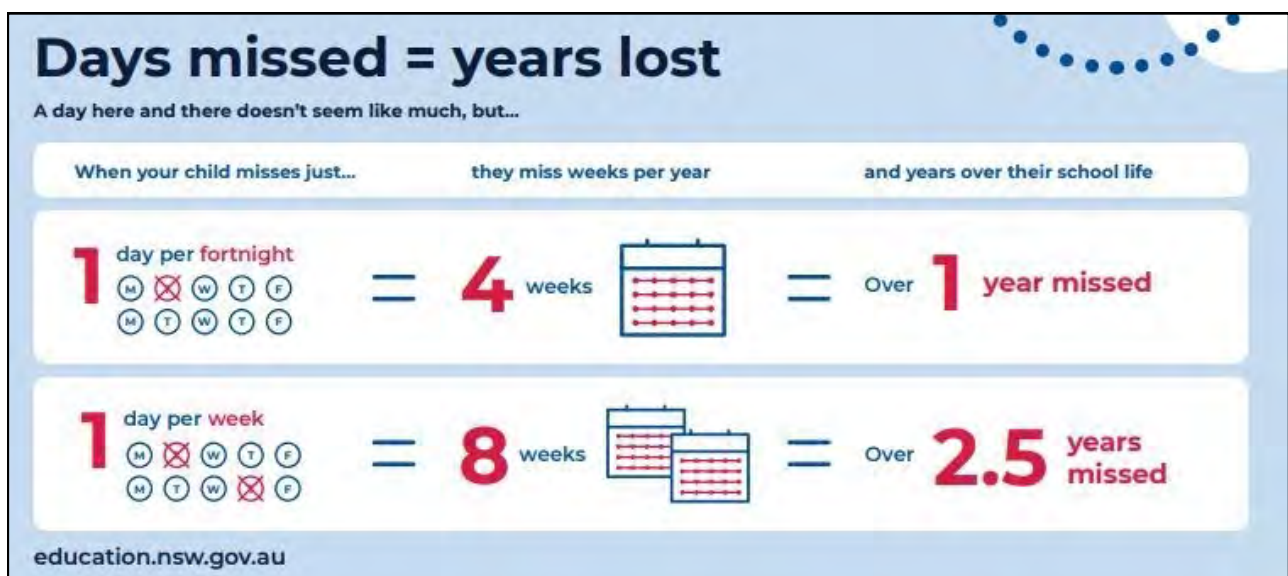 Days missed = years lost
A day here and there doesn't seem like much, but...
When your child misses just... they miss weeks per year and years over their school life
1 day per fortnight = 4 weeks = Over 1 year missed
M T W T F
M T W T F
1 day per week = 8 weeks = Over 2.5 years missed
M T W T F
M T W T F
education.nsw.gov.au